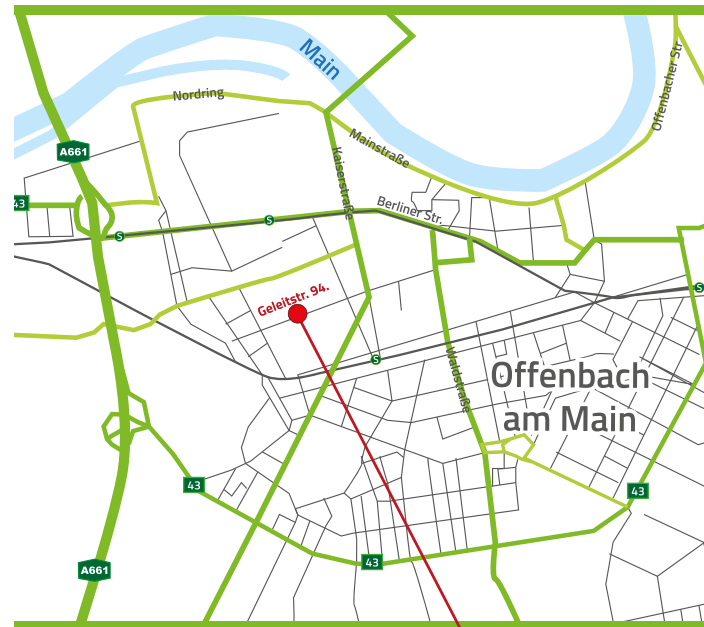 Main
Nordring
Offenbacher Str
Mainstraße
A661
Kaiserstraße
43
Berliner Str.
S
S
Geleitstr. 94.
S
S
Waldstraße
Offenbach
am Main
43
43
43
A661